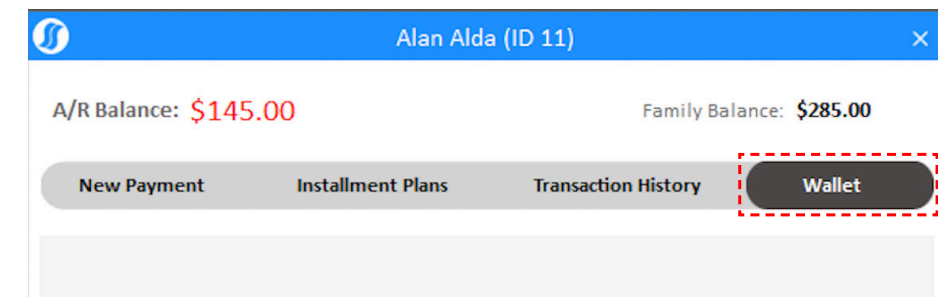 Alan Alda (ID 11)
A/R Balance: $145.00 Family Balance: $285.00
New Payment Installment Plans Transaction History Wallet